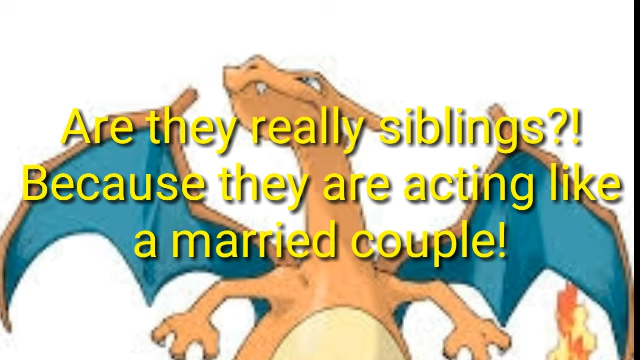 Are they really siblings?!
Because they are acting like
a married couple!